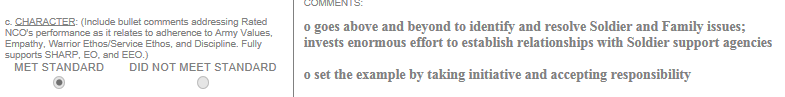 COMMENTS:
c. CHARACTER: (Include bullet comments addressing Rated
NCO's performance as it relates to adherence to Army Values,
Empathy, Warrior Ethos/Service Ethos, and Discipline. Fully
supports SHARP, EO, and EEO.)
MET STANDARD DID NOT MEET STANDARD
o goes above and beyond to identify and resolve Soldier and Family issues;
invests enormous effort to establish relationships with Soldier support agencies
o set the example by taking initiative and accepting responsibility